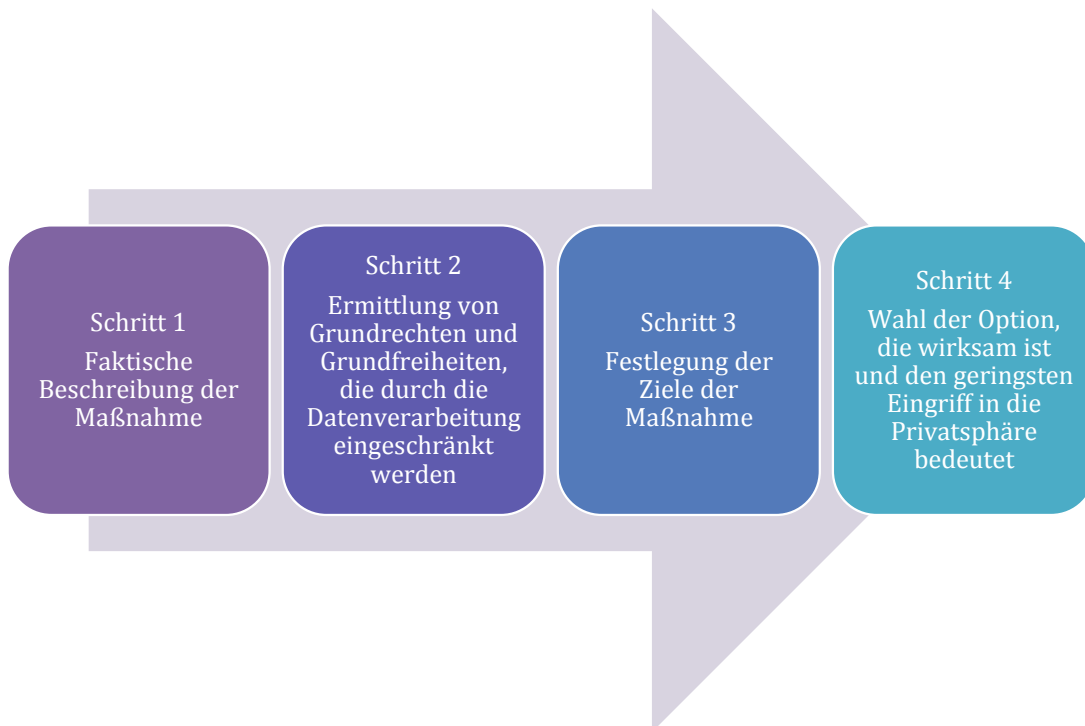 Schritt 1
Faktische
Beschreibung der
Maßnahme
Schritt 2
Ermittlung von
Grundrechten und
Grundfreiheiten,
die durch die
Datenverarbeitung
eingeschränkt
werden
Schritt 3
Festlegung der
Ziele der
Maßnahme
Schritt 4
Wahl der Option,
die wirksam ist
und den geringsten
Eingriff in die
Privatsphäre
bedeutet